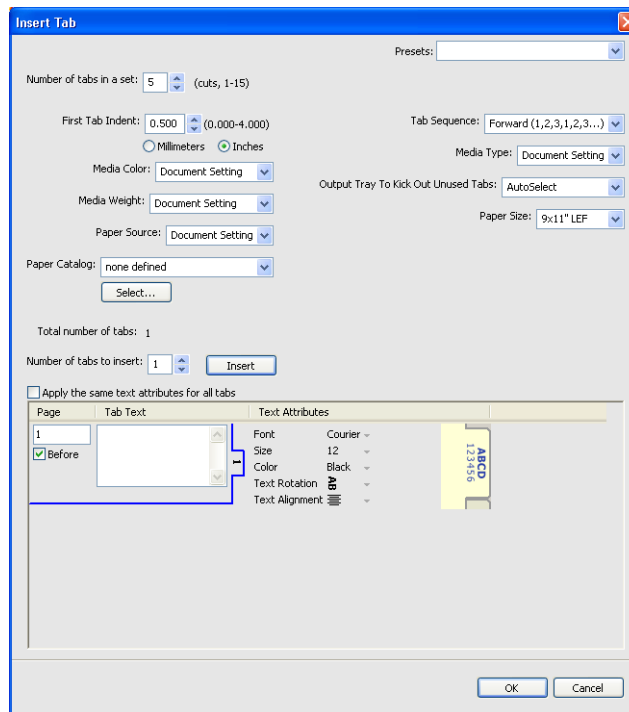 Insert Tab
Presets:
Number of tabs in a set: 5 (cuts, 1-15)
First Tab Indent: 0.500 (0.000-4.000)
Tab Sequence: Forward (1,2,3,1,2,3...)
Millimeters Inches
Media Type: Document Setting
Media Color: Document Setting
Output Tray To Kick Out Unused Tabs: AutoSelect
Media Weight: Document Setting
Paper Size: 9x11" LEF
Paper Source: Document Setting
Paper Catalog: none defined
Select...
Total number of tabs: 1
Number of tabs to insert: 1 Insert
Apply the same text attributes for all tabs
Page Tab Text Text Attributes
1
Before
1
Font Courier
Size 12
Color Black
Text Rotation AB
Text Alignment
ABCD
123456
OK Cancel